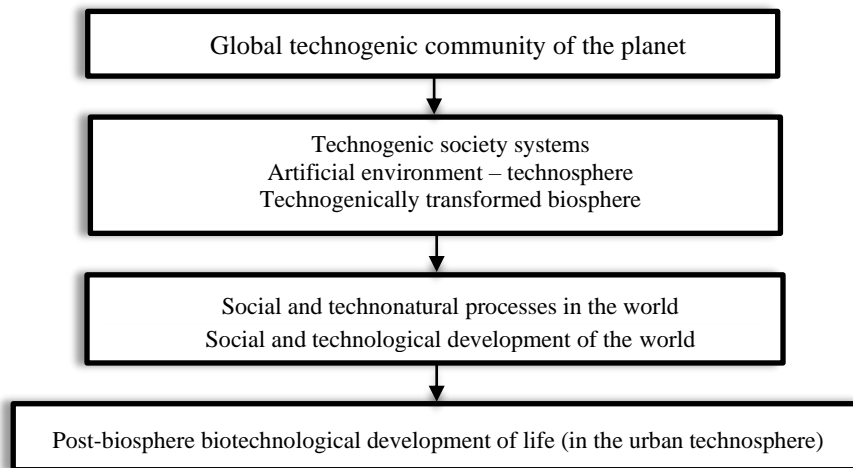 Global technogenic community of the planet
Technogenic society systems
Artificial environment – technosphere
Technogenically transformed biosphere
Social and technonatural processes in the world
Social and technological development of the world
Post-biosphere biotechnological development of life (in the urban technosphere)